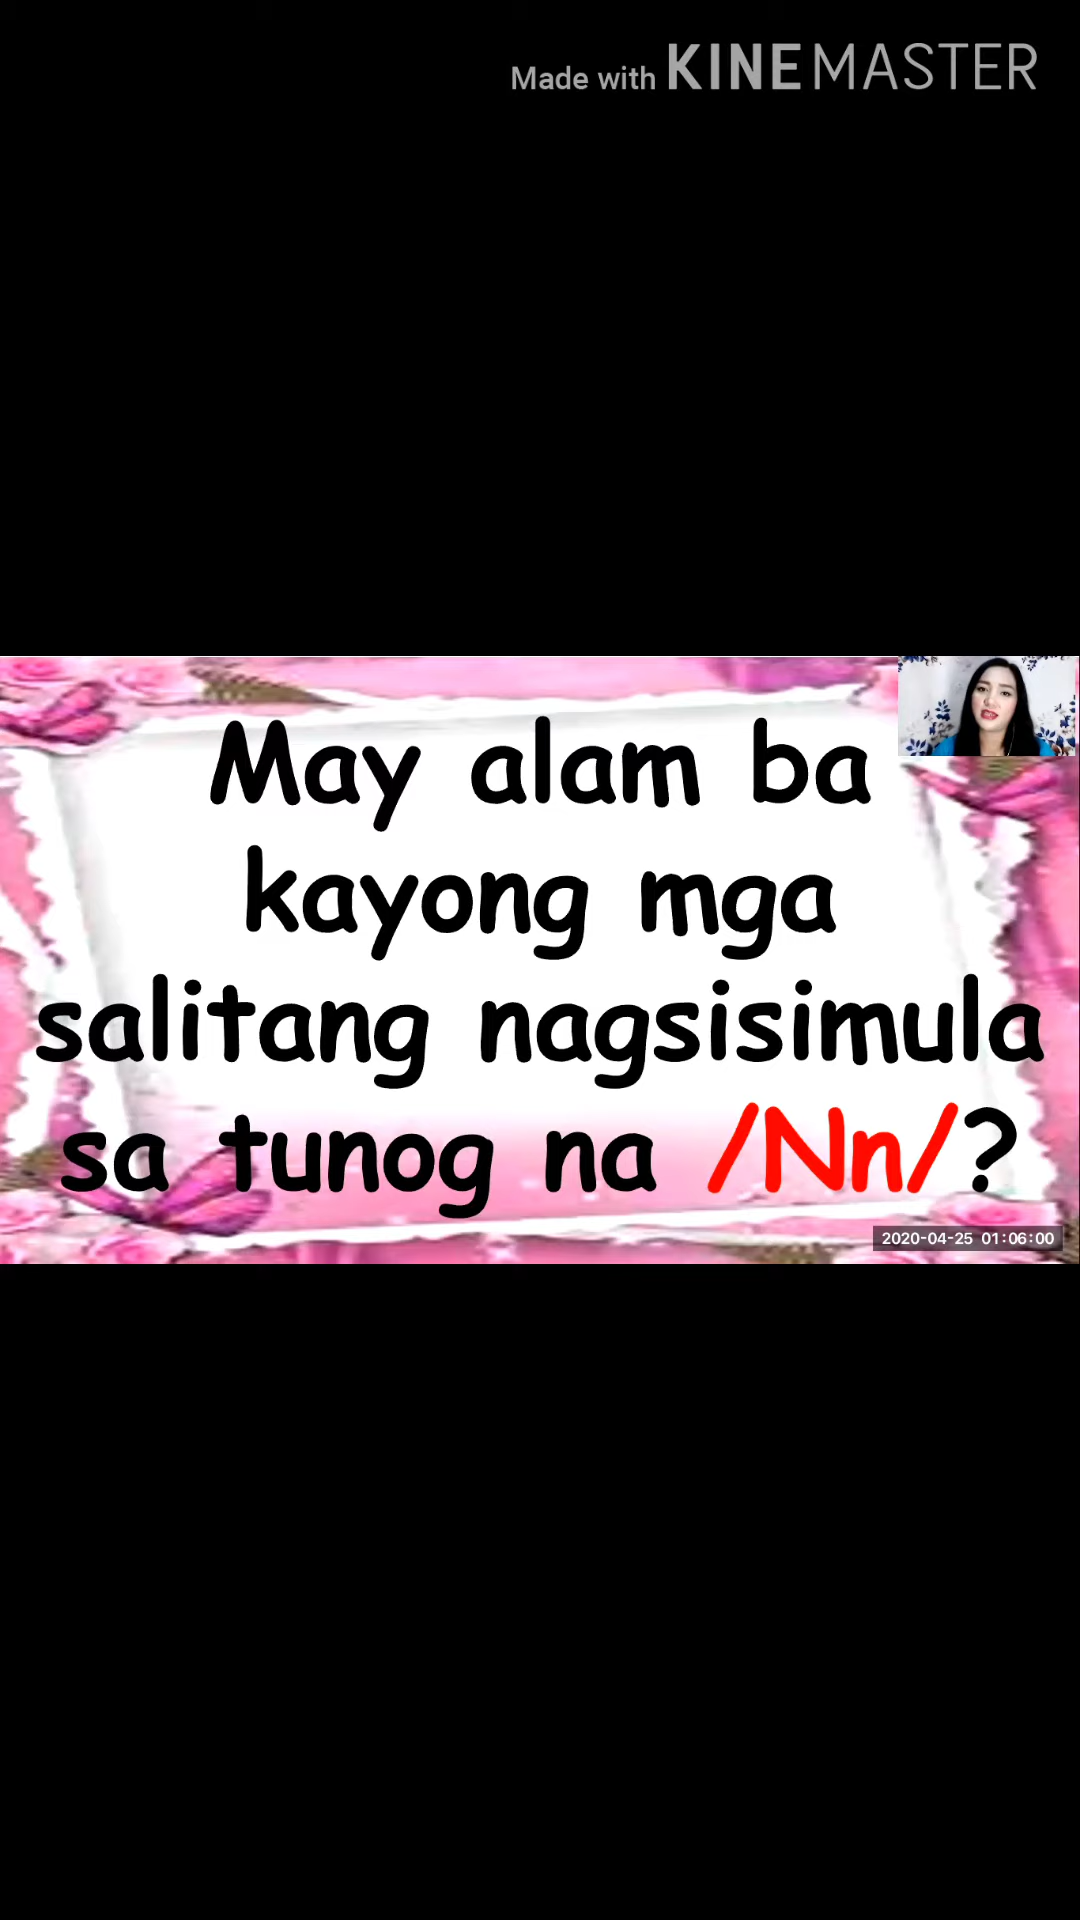 Made with KINEMASTER
May alam ba
kayong mga
salitang nagsisimula
sa tunog na /Nn/?
2020-04-25 01:06:00